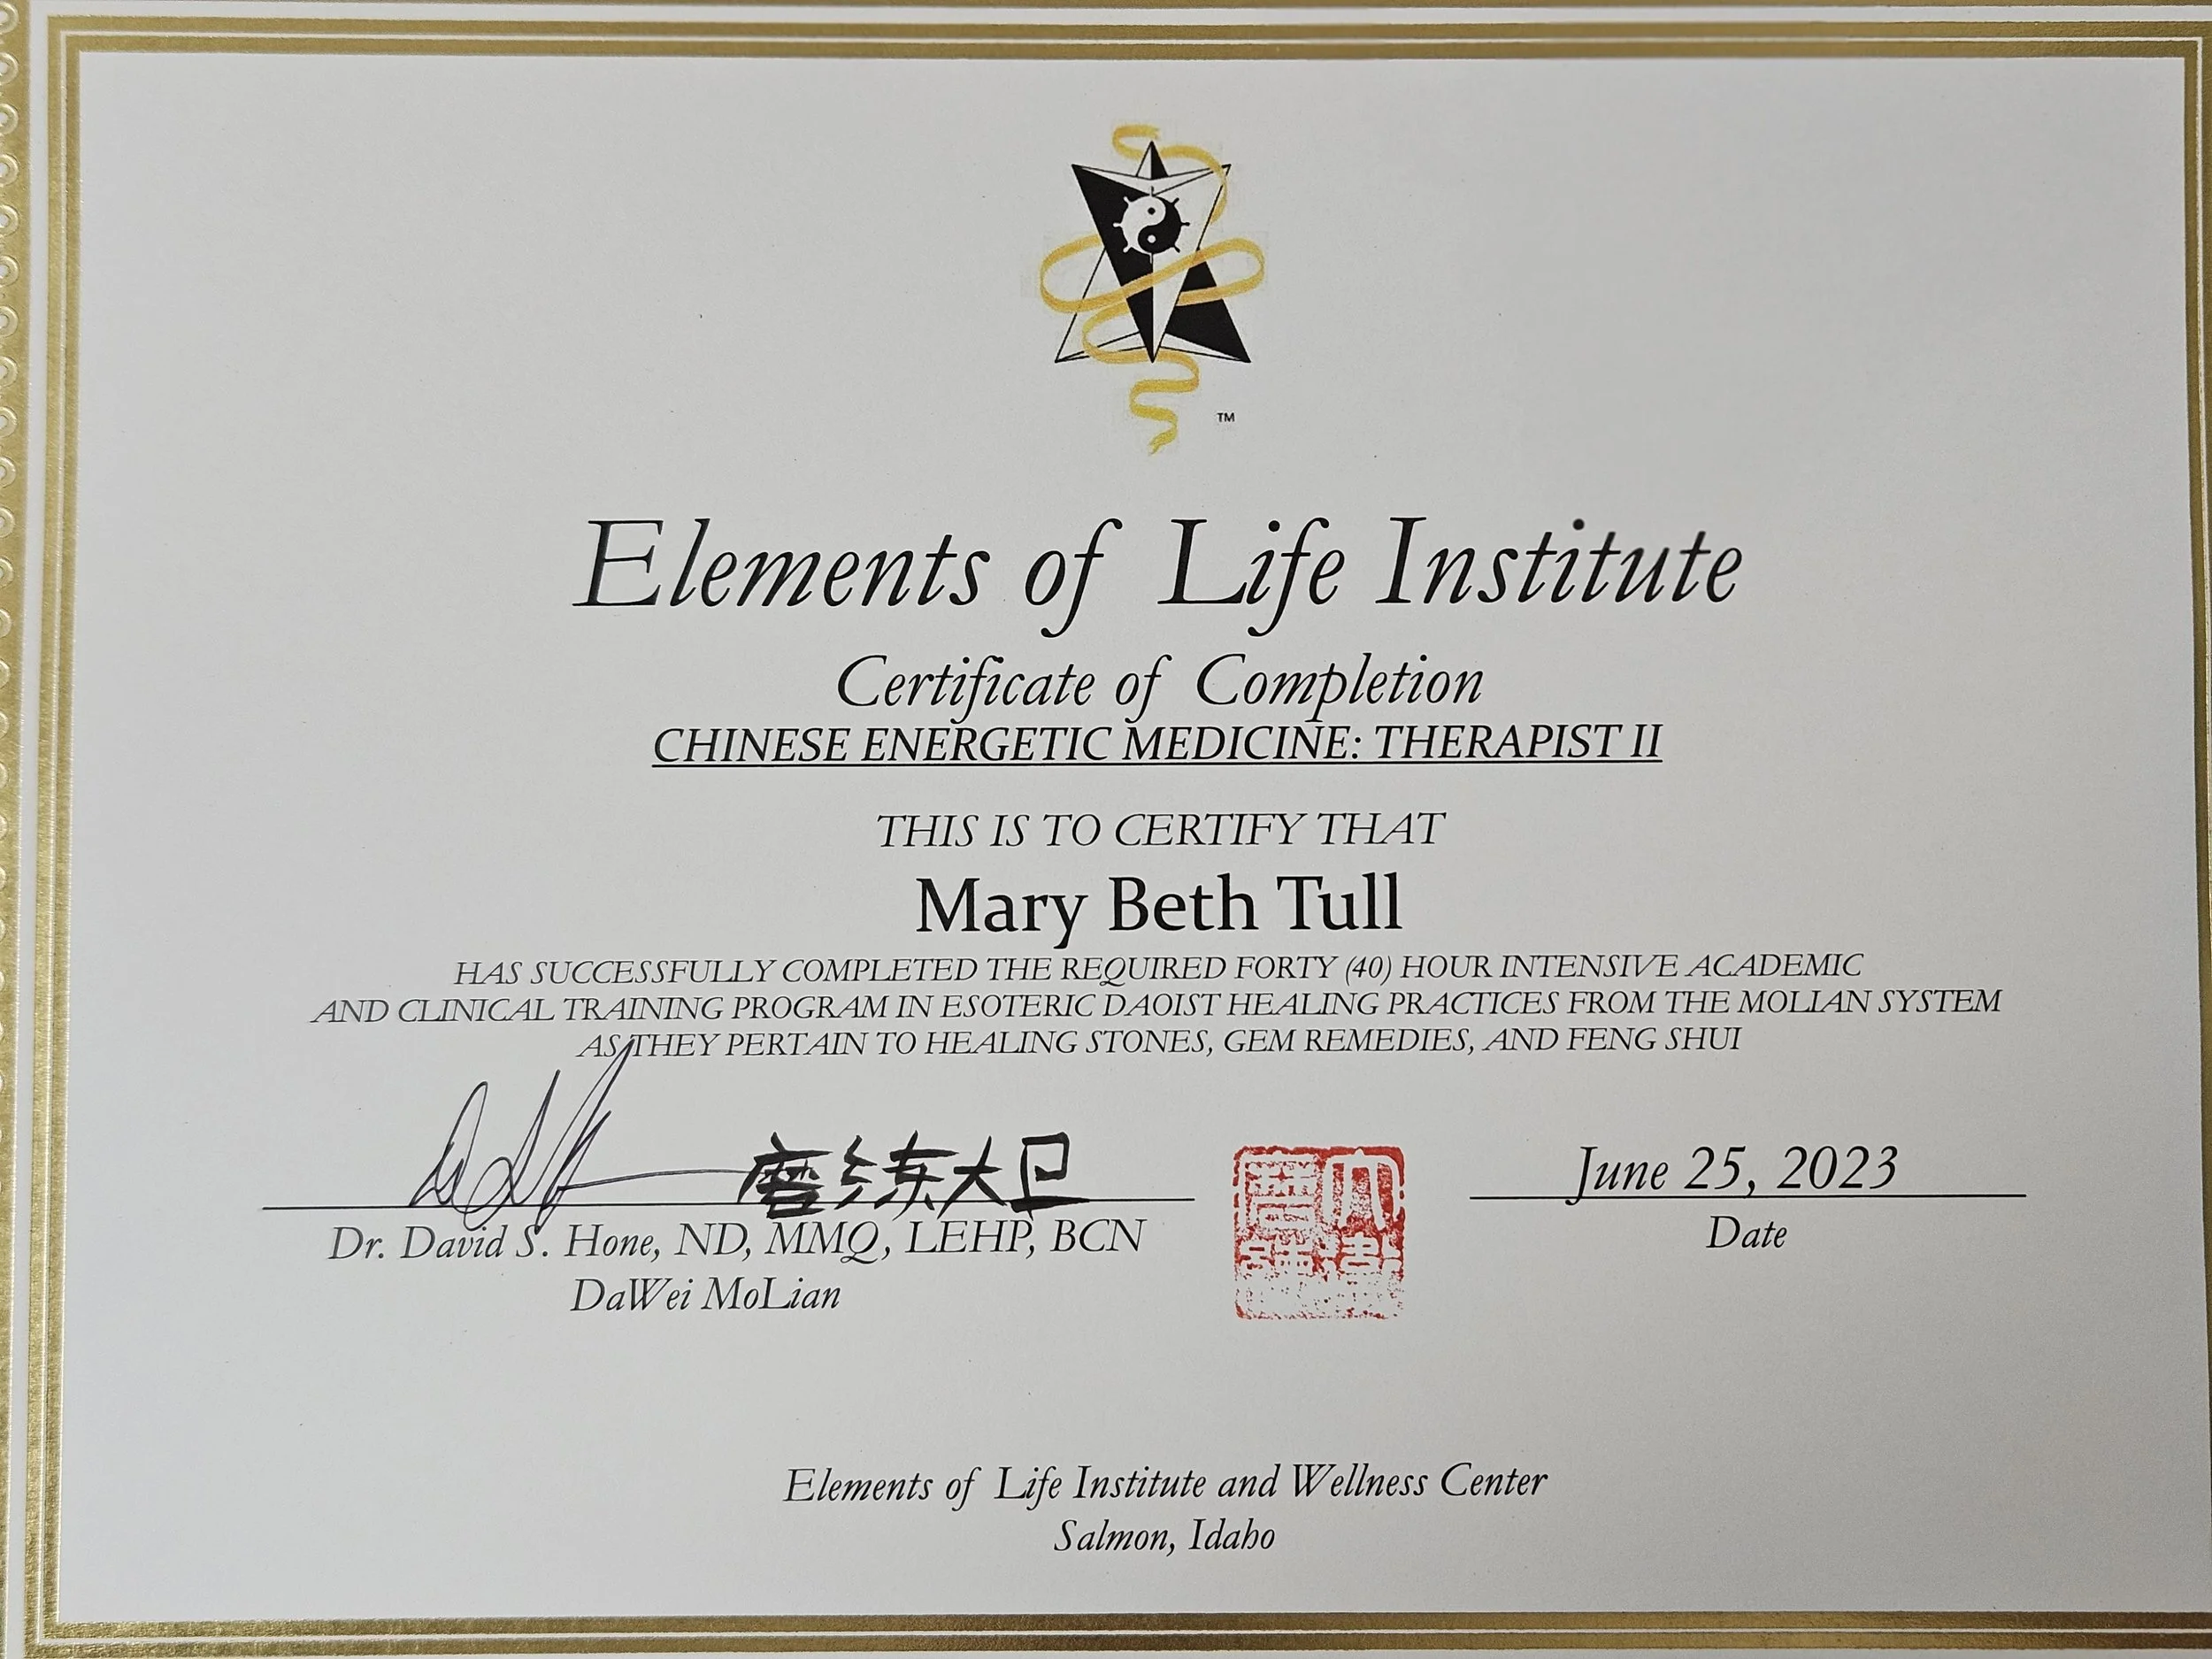 TM
Elements of Life Institute
Certificate of Completion
CHINESE ENERGETIC MEDICINE: THERAPIST II
THIS IS TO CERTIFY THAT
Mary Beth Tull
HAS SUCCESSFULLY COMPLETED THE REQUIRED FORTY (40) HOUR INTENSIVE ACADEMIC
AND CLINICAL TRAINING PROGRAM IN ESOTERIC DAOIST HEALING PRACTICES FROM THE MOLIAN SYSTEM
AS THEY PERTAIN TO HEALING STONES, GEM REMEDIES, AND FENG SHUI
磨练大卫
June 25, 2023
Dr. David S. Hone, ND, MMQ, LEHP, BCN
Date
DaWei MoLian
Elements of Life Institute and Wellness Center
Salmon, Idaho